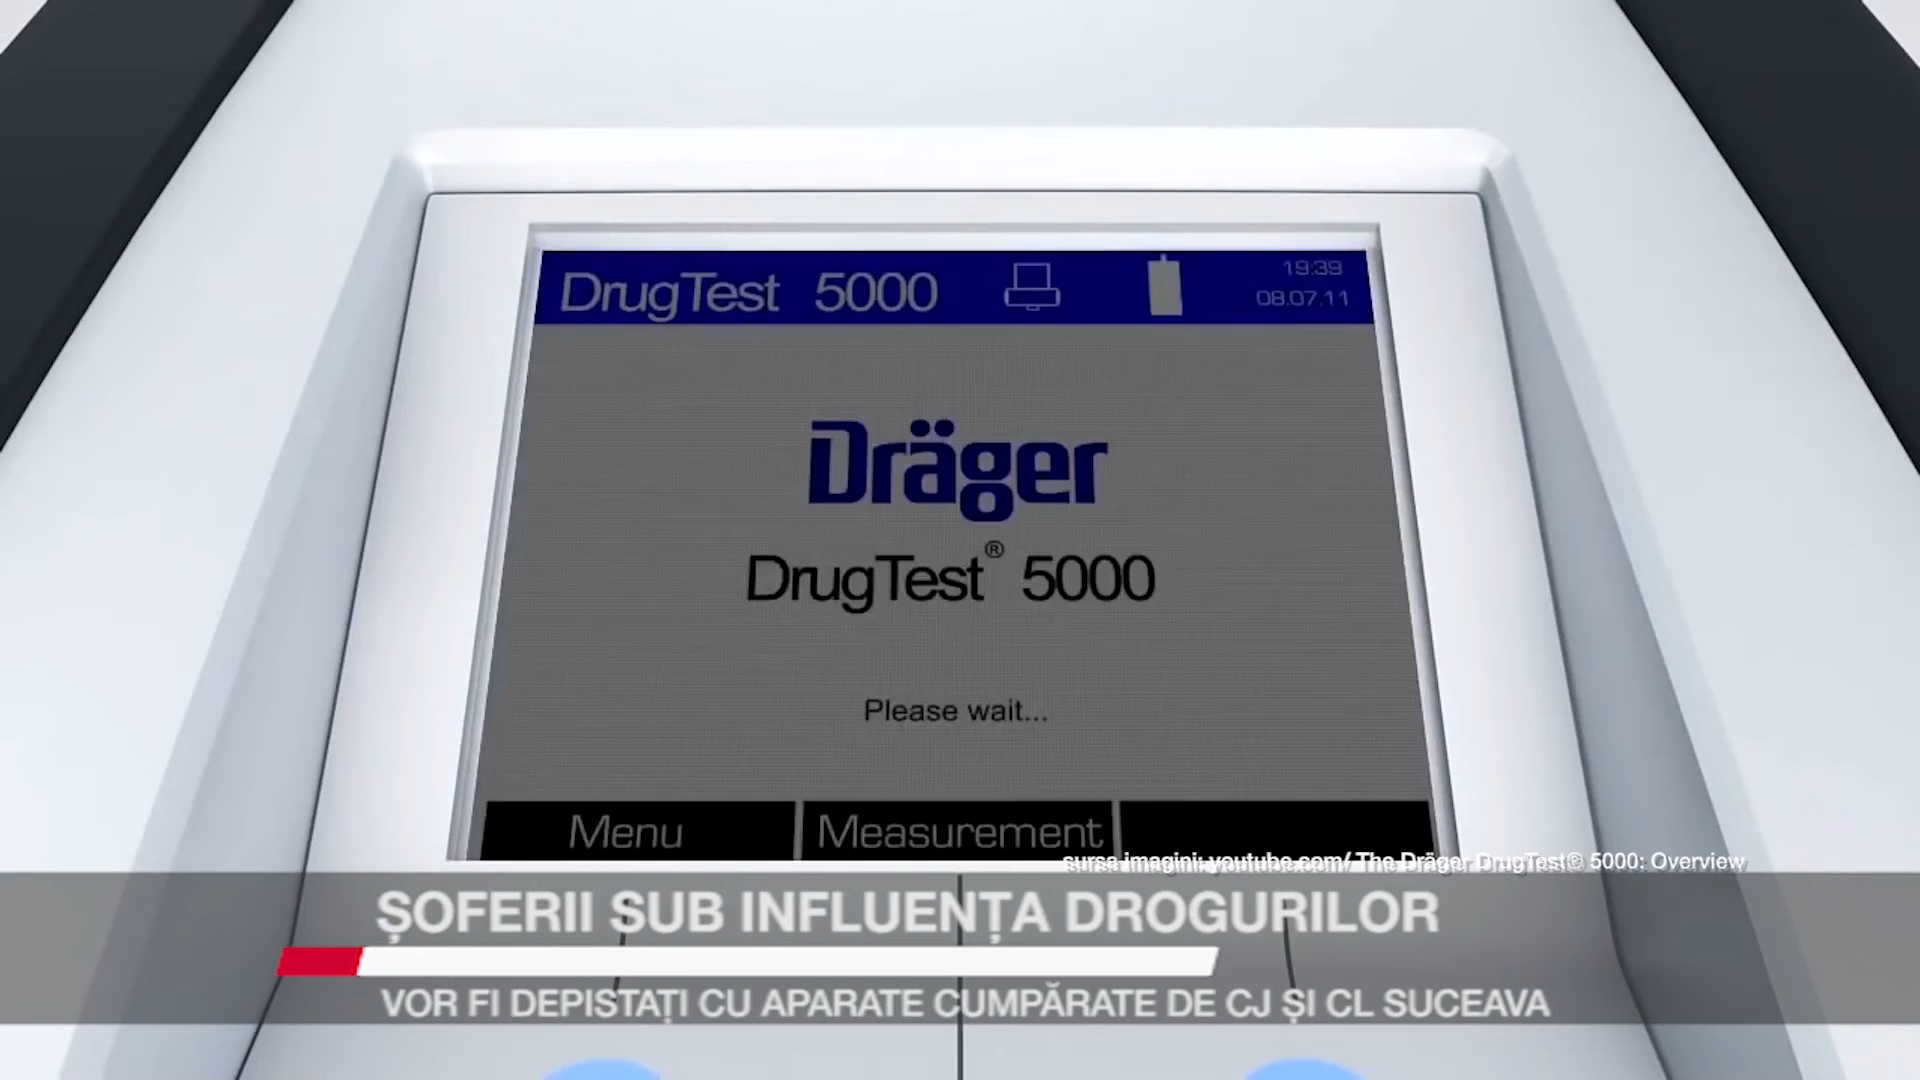 DrugTest 5000
19:39
08.07.11
Dräger
DrugTest® 5000
Please wait...
Menu
Measurement
sursa imagini: youtube.com/ The Dräger DrugTest® 5000: Overview
ȘOFERII SUB INFLUENȚA DROGURILOR
VOR FI DEPISTAȚI CU APARATE CUMPĂRATE DE CJ ȘI CL SUCEAVA